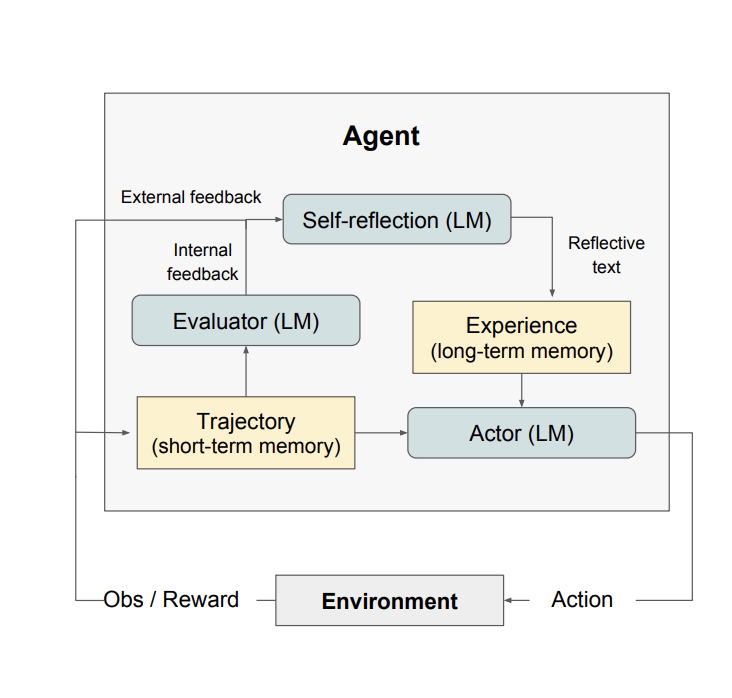 Agent
External feedback
Self-reflection (LM)
Internal
feedback
Reflective
text
Evaluator (LM)
Experience
(long-term memory)
Trajectory
(short-term memory)
Actor (LM)
Obs / Reward
Environment
Action